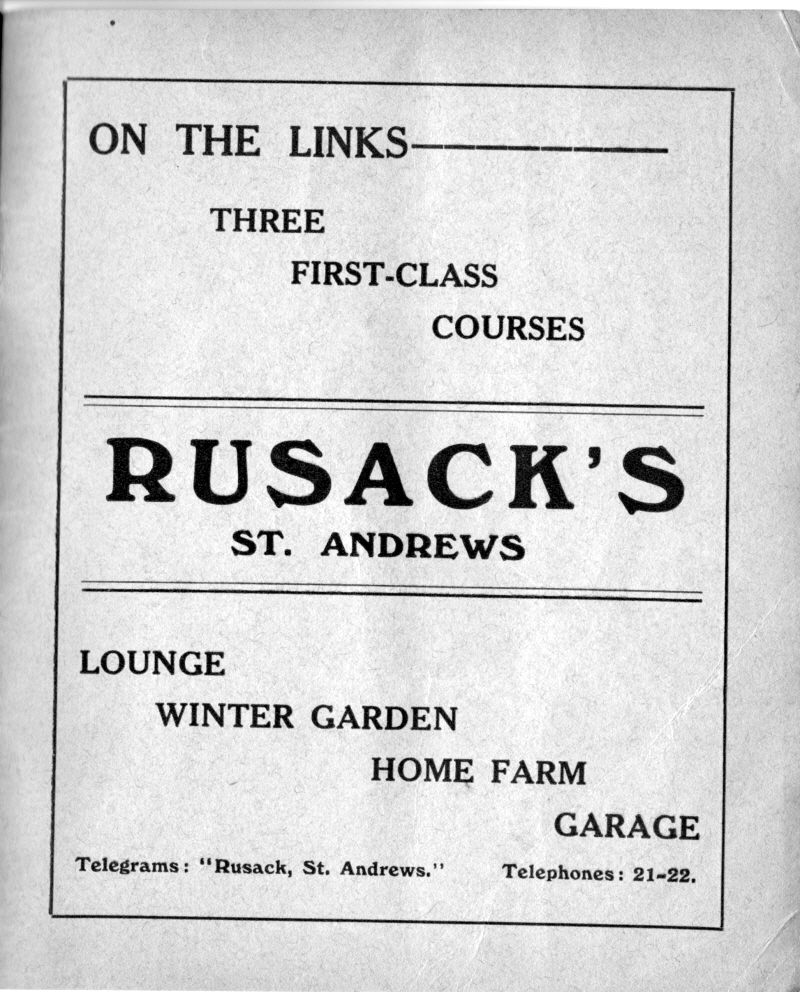 ON THE LINKS—
THREE
FIRST-CLASS
COURSES
RUSACK'S
ST. ANDREWS
LOUNGE
WINTER GARDEN
HOME FARM
GARAGE
Telegrams: "Rusack, St. Andrews." Telephones: 21-22.